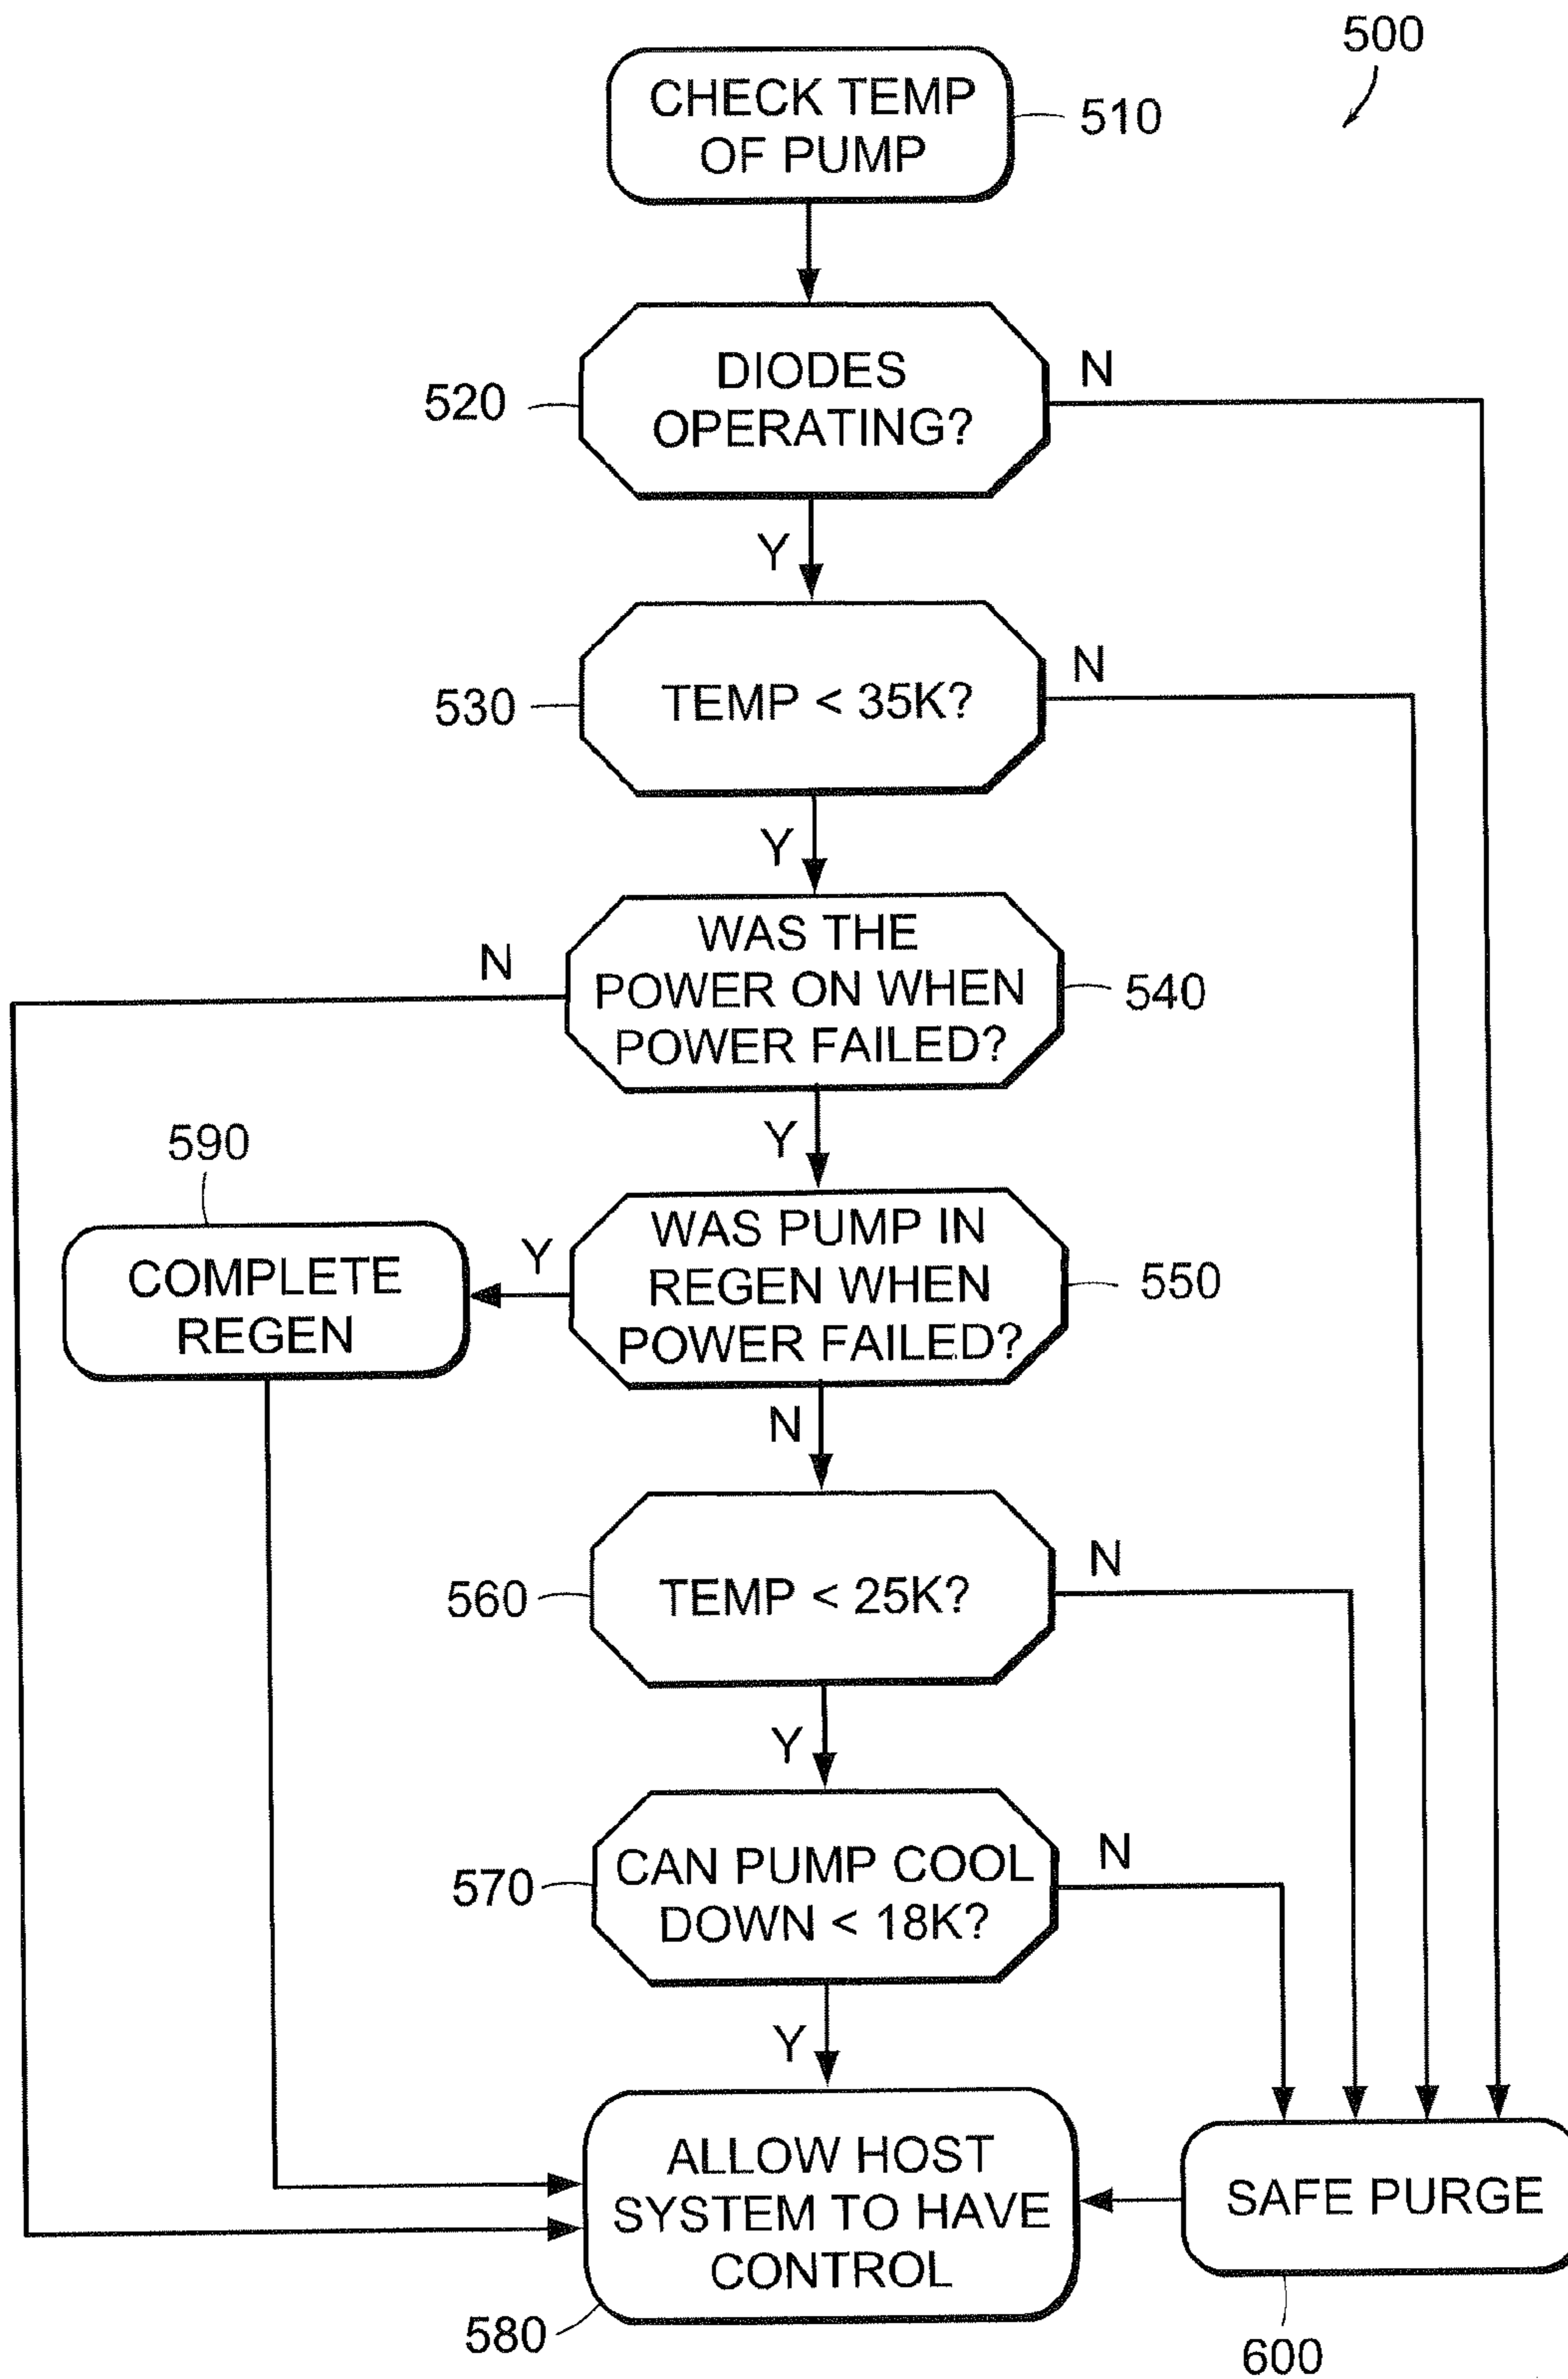 500
CHECK TEMP
OF PUMP
510
DIODES
OPERATING?
520
N
Y
TEMP < 35K?
530
N
Y
WAS THE
POWER ON WHEN
POWER FAILED?
540
N
Y
590
COMPLETE
REGEN
Y
WAS PUMP IN
REGEN WHEN
POWER FAILED?
550
N
TEMP < 25K?
560
N
Y
CAN PUMP COOL
DOWN < 18K?
570
N
Y
ALLOW HOST
SYSTEM TO HAVE
CONTROL
580
SAFE PURGE
600